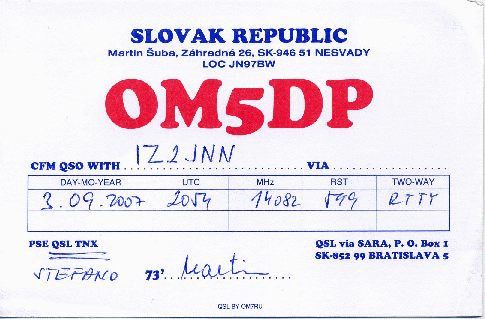 SLOVAK REPUBLIC
Martin Šuba, Záhradná 26, SK-946 51 NESVADY
LOC JN97BW
OM5DP
CFM QSO WITH IZ2JNN VIA
DAY-MO-YEAR UTC MHz RST TWO-WAY
3.09.2007 2054 14082 599 RTTY
PSE QSL TNX
QSL via SARA, P. O. Box 1
SK-852 99 BRATISLAVA 5
STEFANO 73' Martin
QSL BY OM7RU